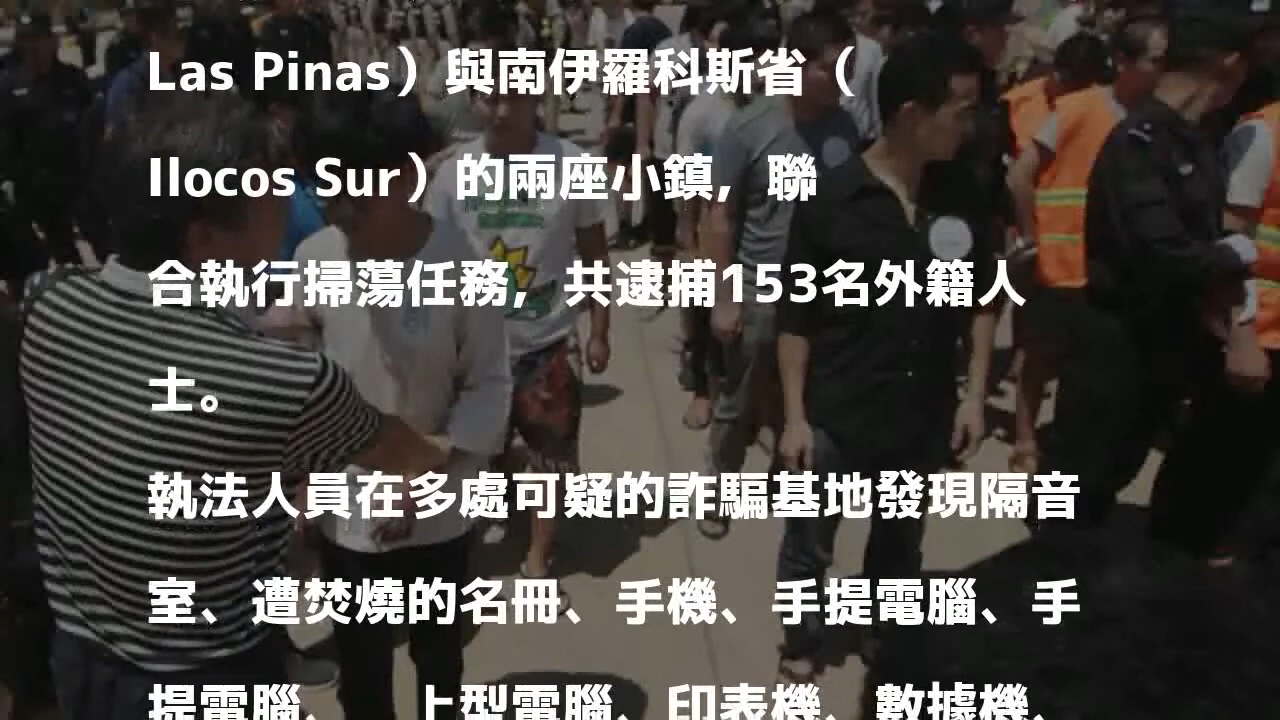 Las Pinas）與南伊羅科斯省（
Ilocos Sur）的兩座小鎮，聯
合執行掃蕩任務，共逮捕153名外籍人
士。
執法人員在多處可疑的詐騙基地發現隔音
室、遭焚燒的名冊、手機、手提電腦、手
提電腦、 上型電腦、印表機、數據機、